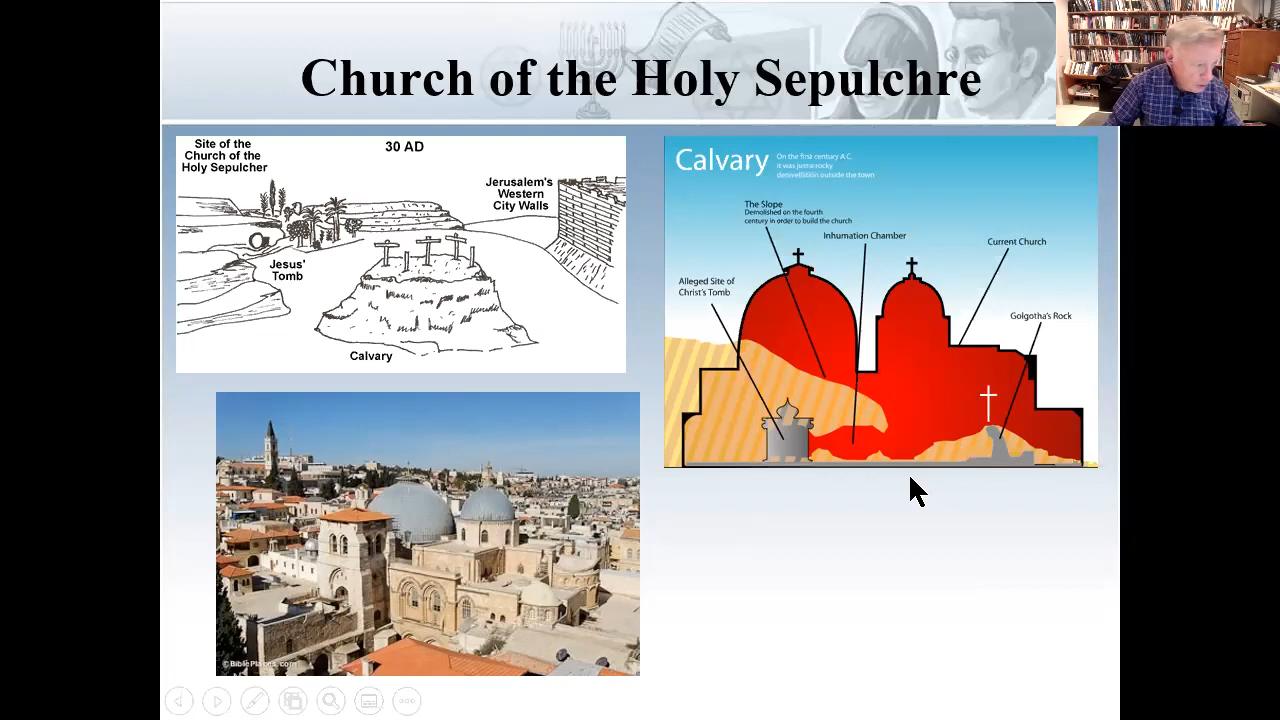 Church of the Holy Sepulchre
Site of the
Church of the
Holy Sepulcher
30 AD
Jerusalem's
Western
City Walls
Jesus'
Tomb
Calvary
Calvary
On the first century A.C.
it was just a rocky
demivellition outside the town
The Slope
Demolished on the fourth
century in order to build the church
Inhumation Chamber
Current Church
Alleged Site of
Christ's Tomb
Golgotha's Rock
©BiblePlaces.com